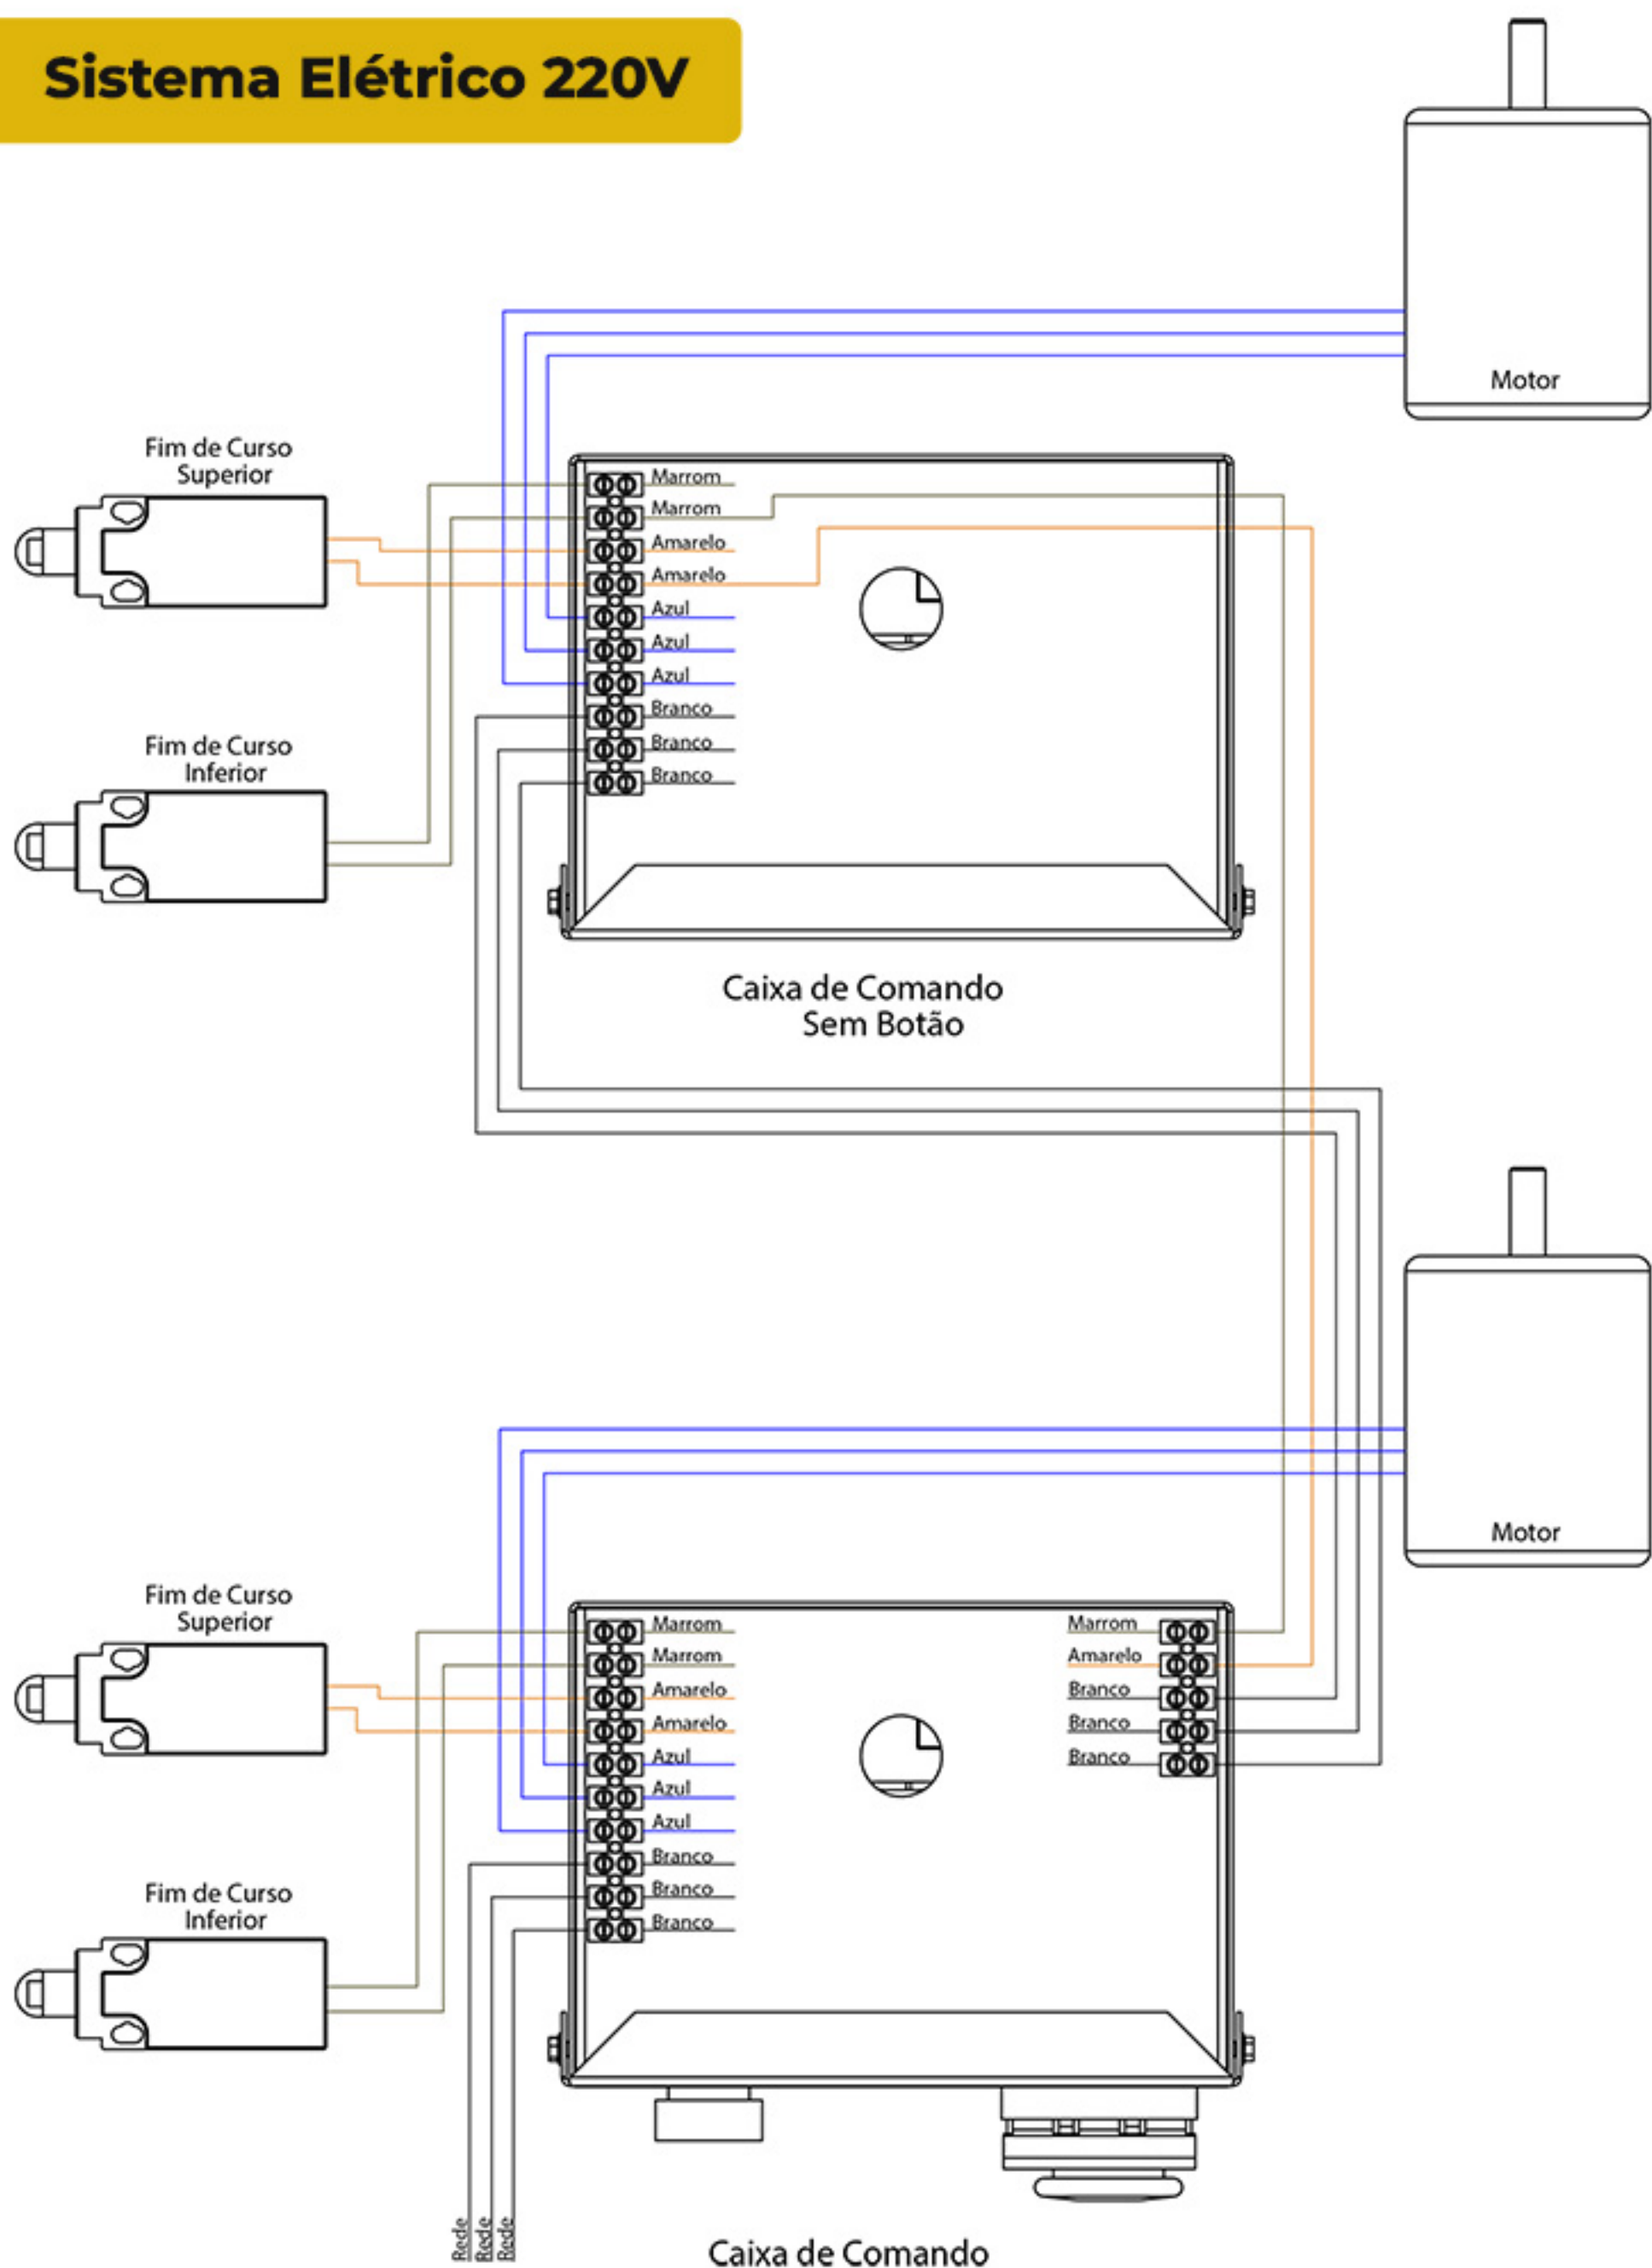 Sistema Elétrico 220V
Motor
Fim de Curso
Superior
Marrom
Marrom
Amarelo
Amarelo
Azul
Azul
Azul
Branco
Branco
Branco
Fim de Curso
Inferior
Caixa de Comando
Sem Botão
Motor
Fim de Curso
Superior
Marrom
Marrom
Amarelo
Amarelo
Azul
Azul
Azul
Branco
Branco
Branco
Marrom
Amarelo
Branco
Branco
Branco
Fim de Curso
Inferior
Rede
Rede
Rede
Caixa de Comando